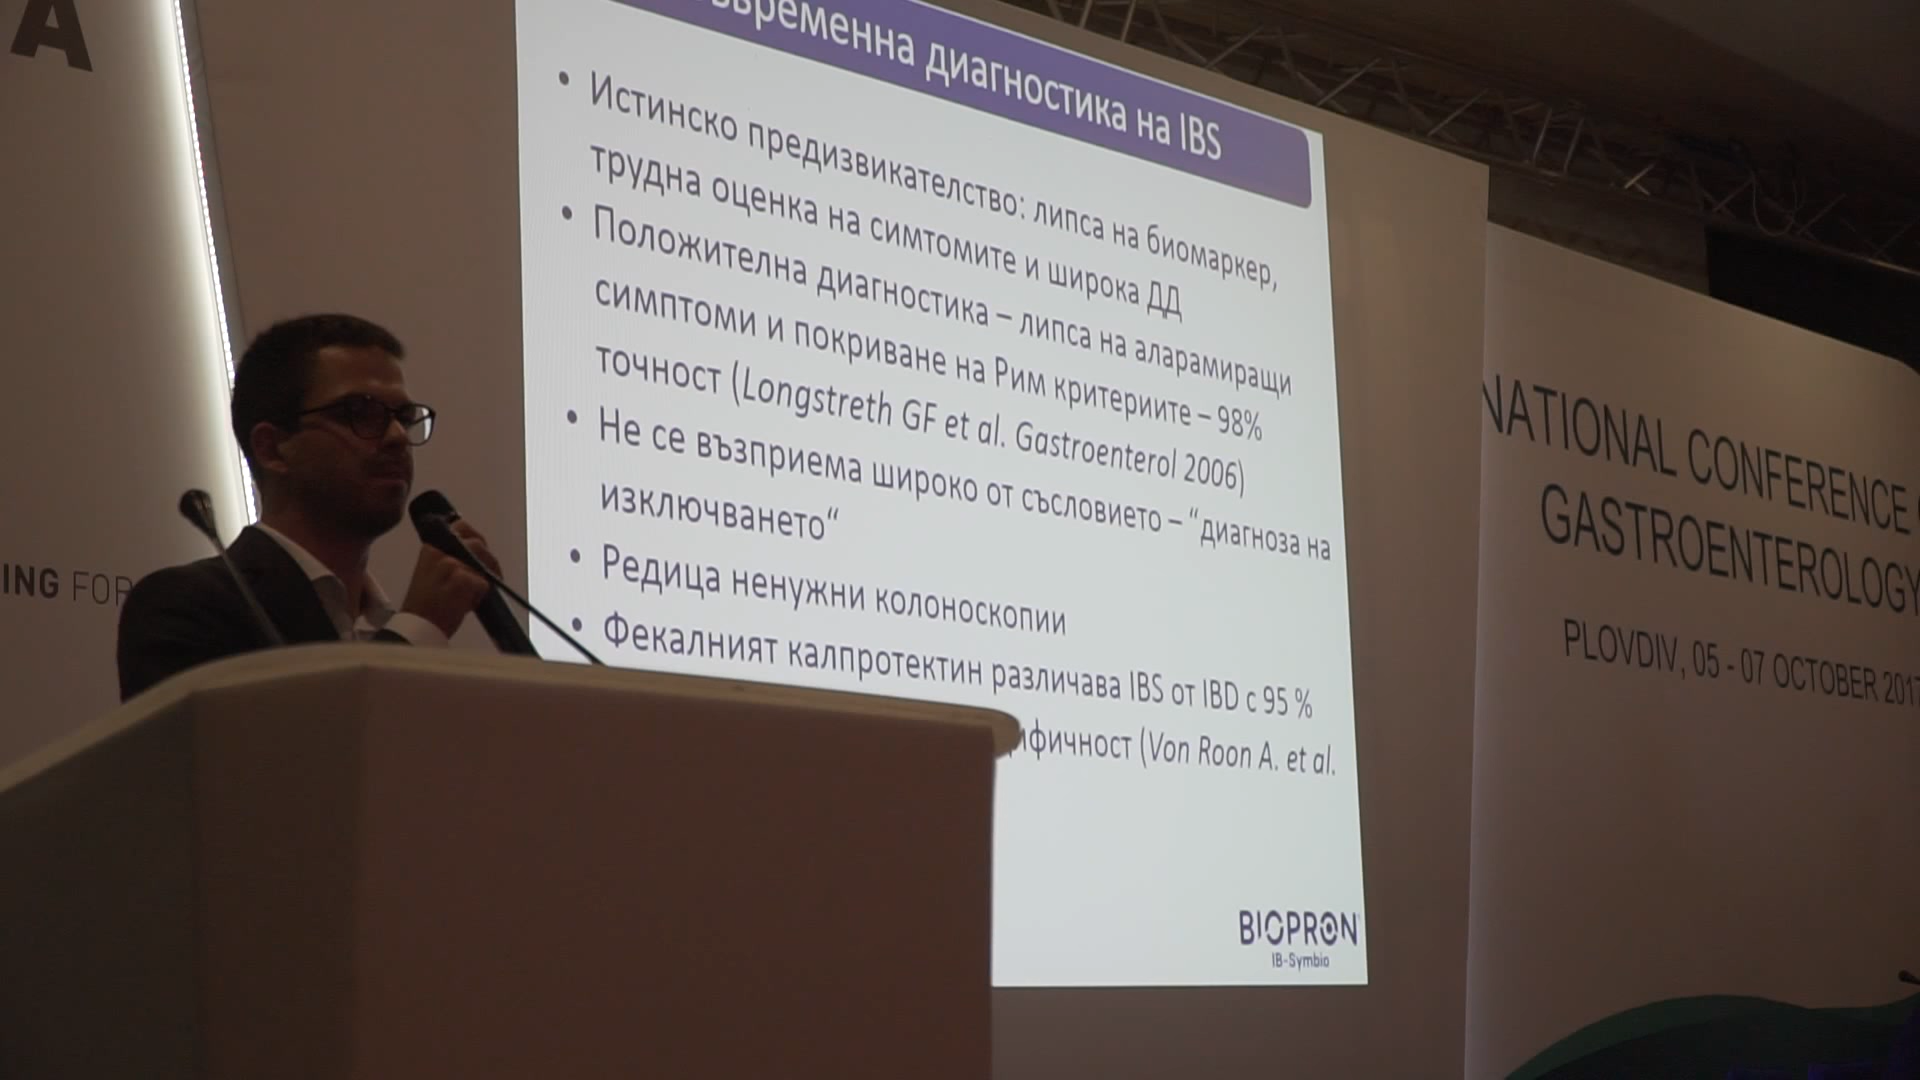 A
ING FOR
диагностика на IBS
• Истинско предизвикателство: липса на биомаркер,
трудна оценка на симтомите и широка ДД
• Положителна диагностика – липса на аларамиращи
симптоми и покриване на Рим критериите – 98%
точност (Longstreth GF et al. Gastroenterol 2006)
• Не се възприема широко от съсловието – “диагноза на
изключването“
• Редица ненужни колоноскопии
• Фекалният калпротектин различава IBS от IBD с 95 %
(Von Roon A. et al.
BIOPRON
IB-Symbio
NATIONAL CONFERENCE
GASTROENTEROLOGY
PLOVDIV, 05 - 07 OCTOBER 2017